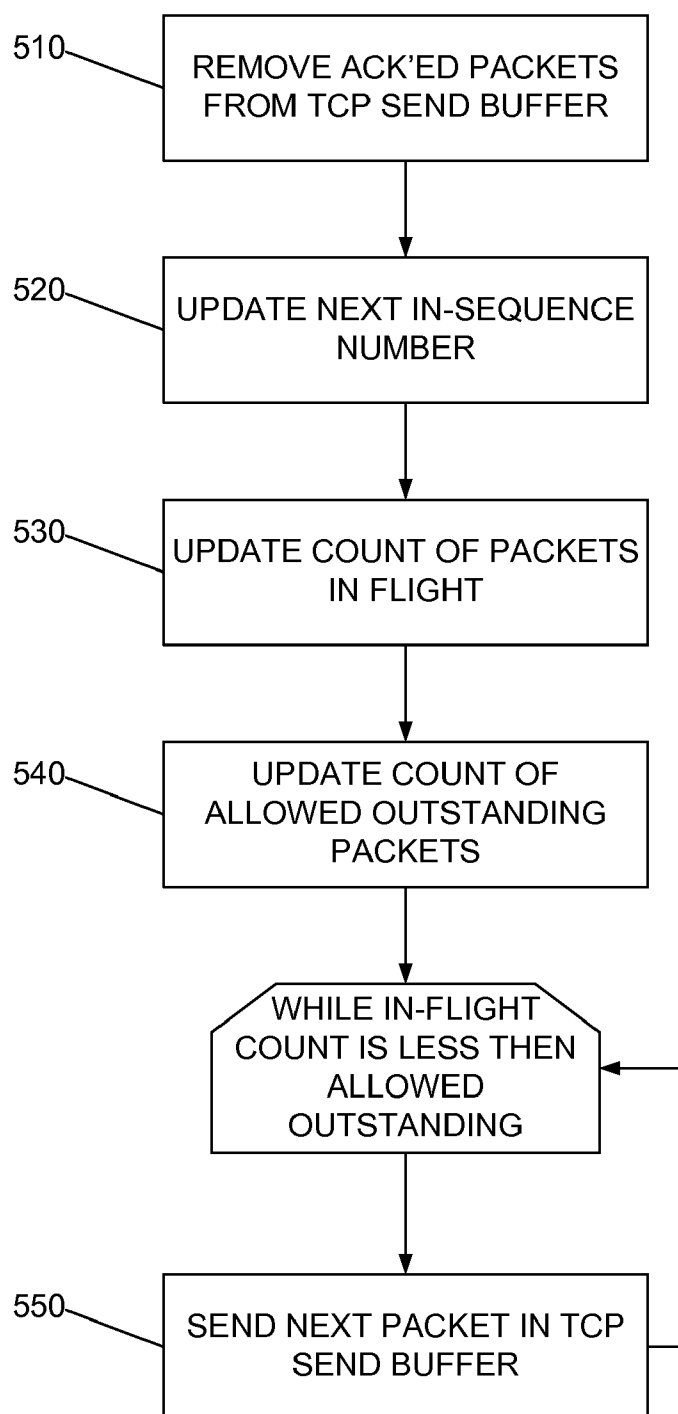 510
REMOVE ACK'ED PACKETS
FROM TCP SEND BUFFER
520
UPDATE NEXT IN-SEQUENCE
NUMBER
530
UPDATE COUNT OF PACKETS
IN FLIGHT
540
UPDATE COUNT OF
ALLOWED OUTSTANDING
PACKETS
WHILE IN-FLIGHT
COUNT IS LESS THEN
ALLOWED
OUTSTANDING
550
SEND NEXT PACKET IN TCP
SEND BUFFER